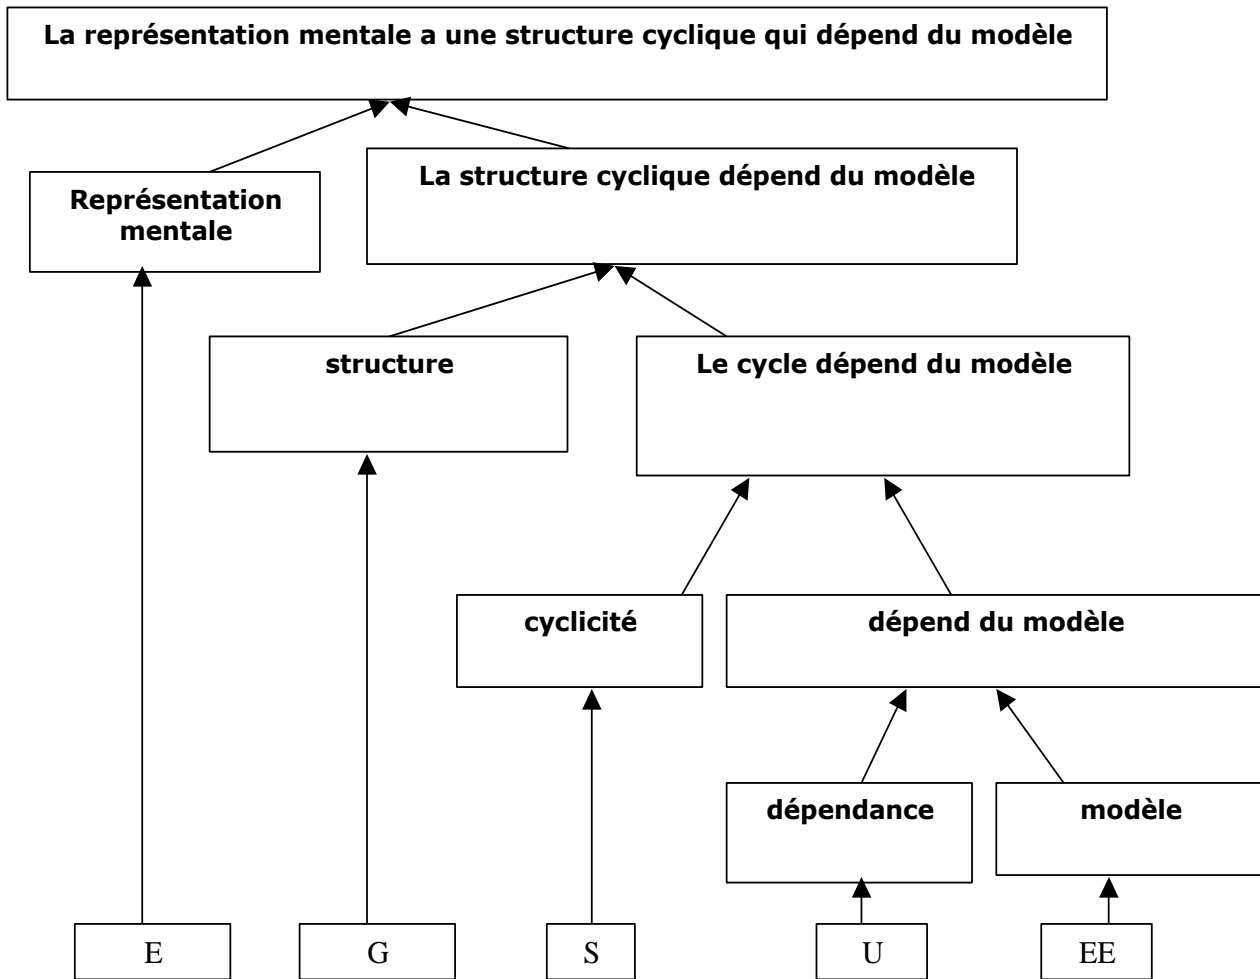 La représentation mentale a une structure cyclique qui dépend du modèle
La structure cyclique dépend du modèle
Représentation
mentale
structure
Le cycle dépend du modèle
cyclicité
dépend du modèle
dépendance
modèle
E
G
S
U
EE